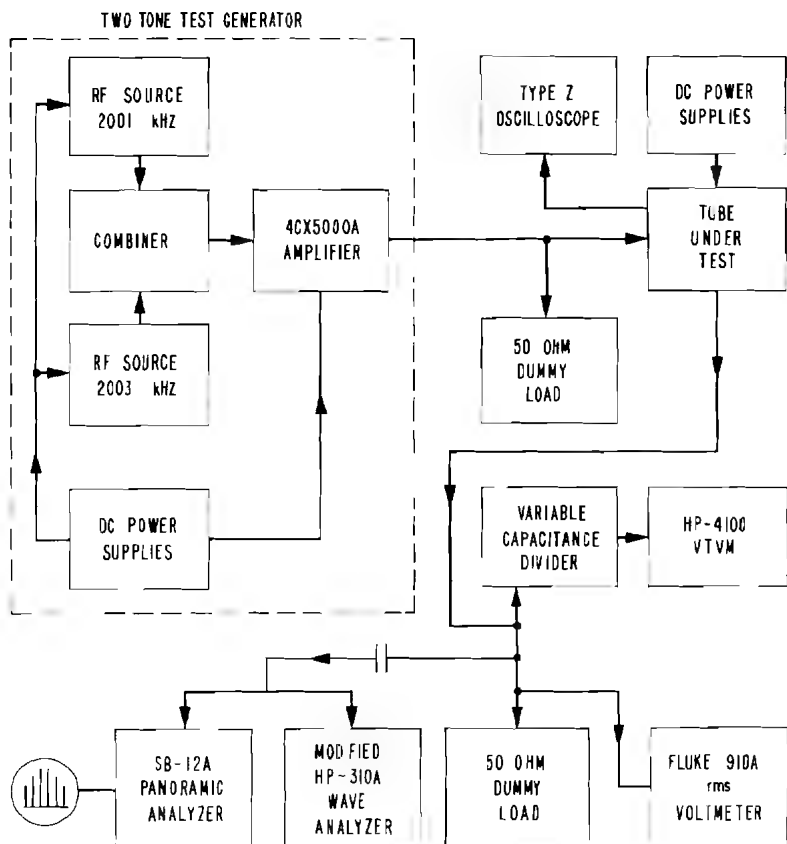 TWO TONE TEST GENERATOR
RF SOURCE
2001 kHz
TYPE Z
OSCILLOSCOPE
DC POWER
SUPPLIES
COMBINER
4CX5000A
AMPLIFIER
TUBE
UNDER
TEST
RF SOURCE
2003 kHz
50 OHM
DUMMY
LOAD
DC POWER
SUPPLIES
VARIABLE
CAPACITANCE
DIVIDER
HP-4100
VTVM
SB-12A
PANORAMIC
ANALYZER
MODIFIED
HP-310A
WAVE
ANALYZER
50 OHM
DUMMY
LOAD
FLUKE 910A
rms
VOLTMETER